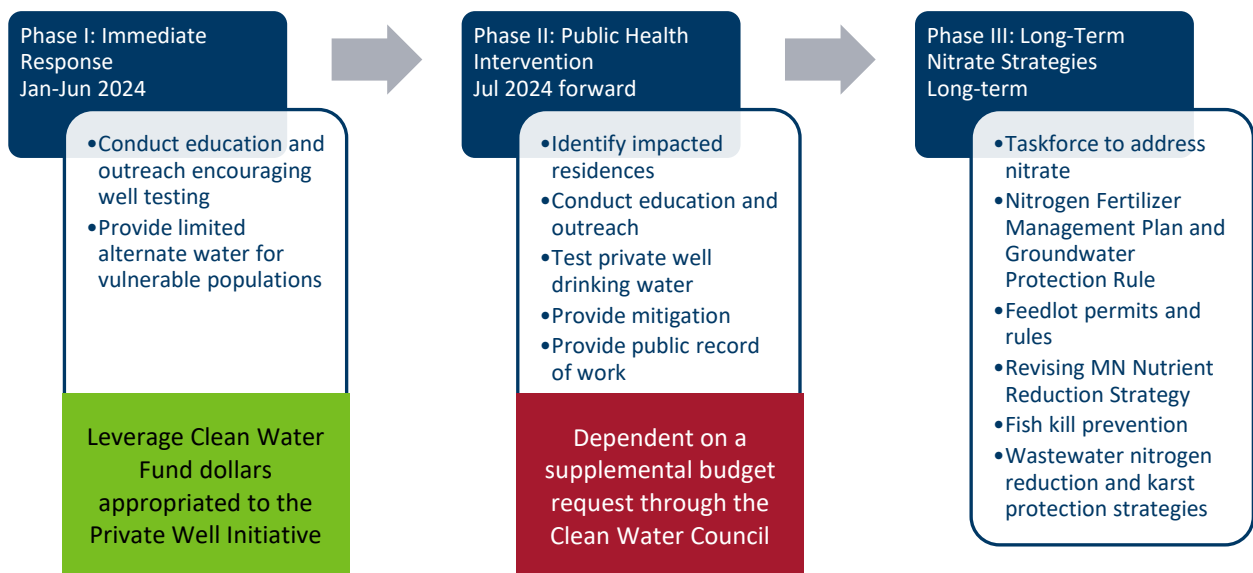 Phase I: Immediate
Response
Jan-Jun 2024
•Conduct education and
outreach encouraging
well testing
•Provide limited
alternate water for
vulnerable populations
Leverage Clean Water
Fund dollars
appropriated to the
Private Well Initiative
Phase II: Public Health
Intervention
Jul 2024 forward
•Identify impacted
residences
•Conduct education and
outreach
•Test private well
drinking water
•Provide mitigation
•Provide public record
of work
Dependent on a
supplemental budget
request through the
Clean Water Council
Phase III: Long-Term
Nitrate Strategies
Long-term
•Taskforce to address
nitrate
•Nitrogen Fertilizer
Management Plan and
Groundwater
Protection Rule
•Feedlot permits and
rules
•Revising MN Nutrient
Reduction Strategy
•Fish kill prevention
•Wastewater nitrogen
reduction and karst
protection strategies